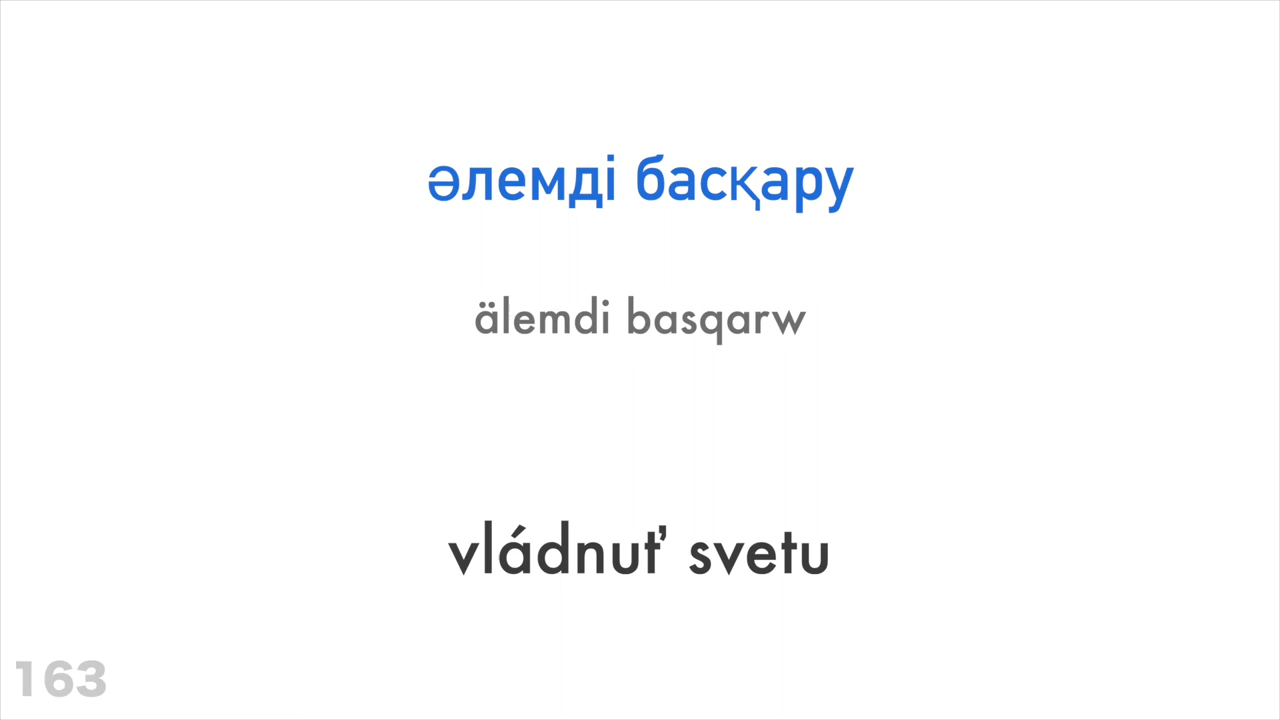 әлемді басқару
älemdi basqarw
vládnuť svetu
163